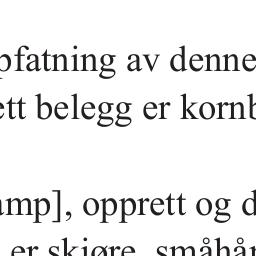 pfatning av denne
ett belegg er kornb
amp], opprett og d
er skjøre, småhår